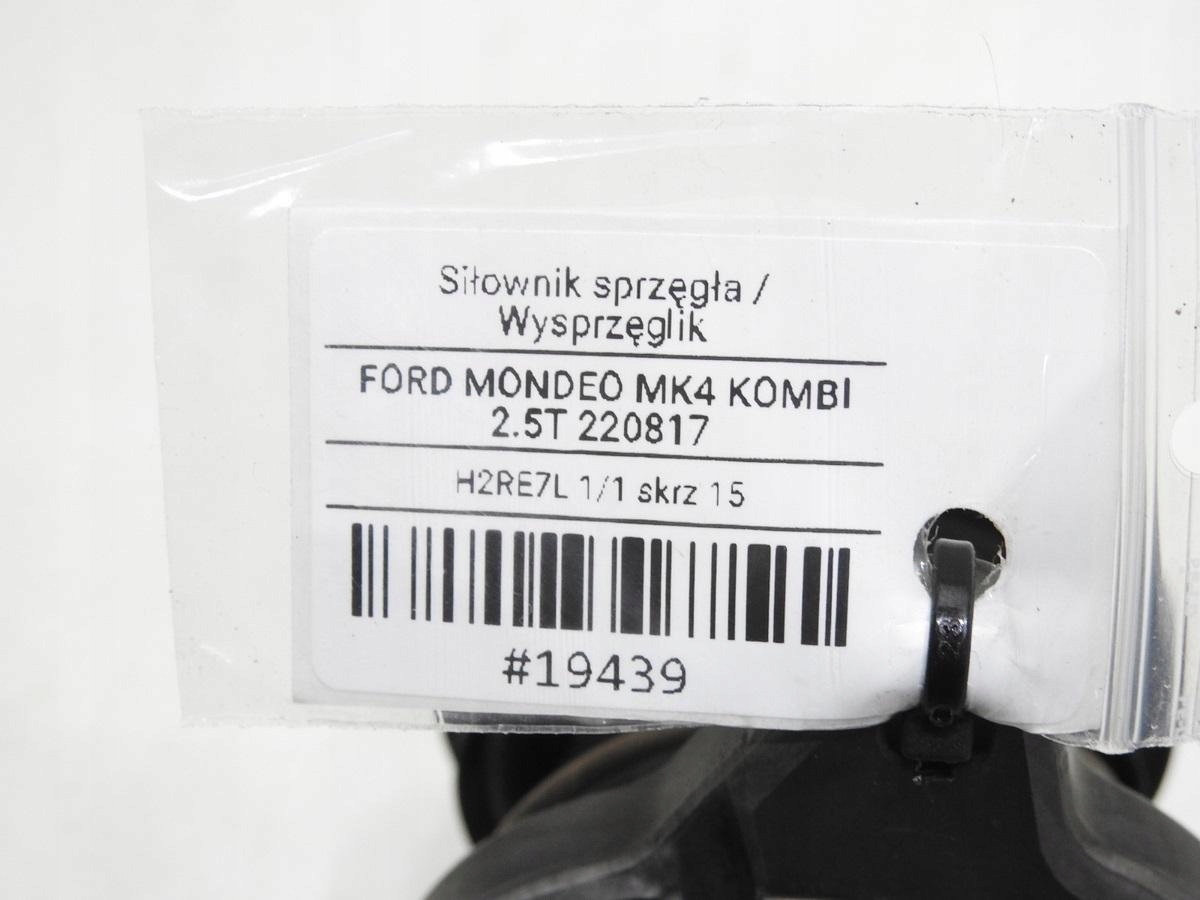 Siłownik sprzęgła /
Wysprzęglik
FORD MONDEO MK4 KOMBI
2.5T 220817
H2RE7L 1/1 skrz 15
#19439